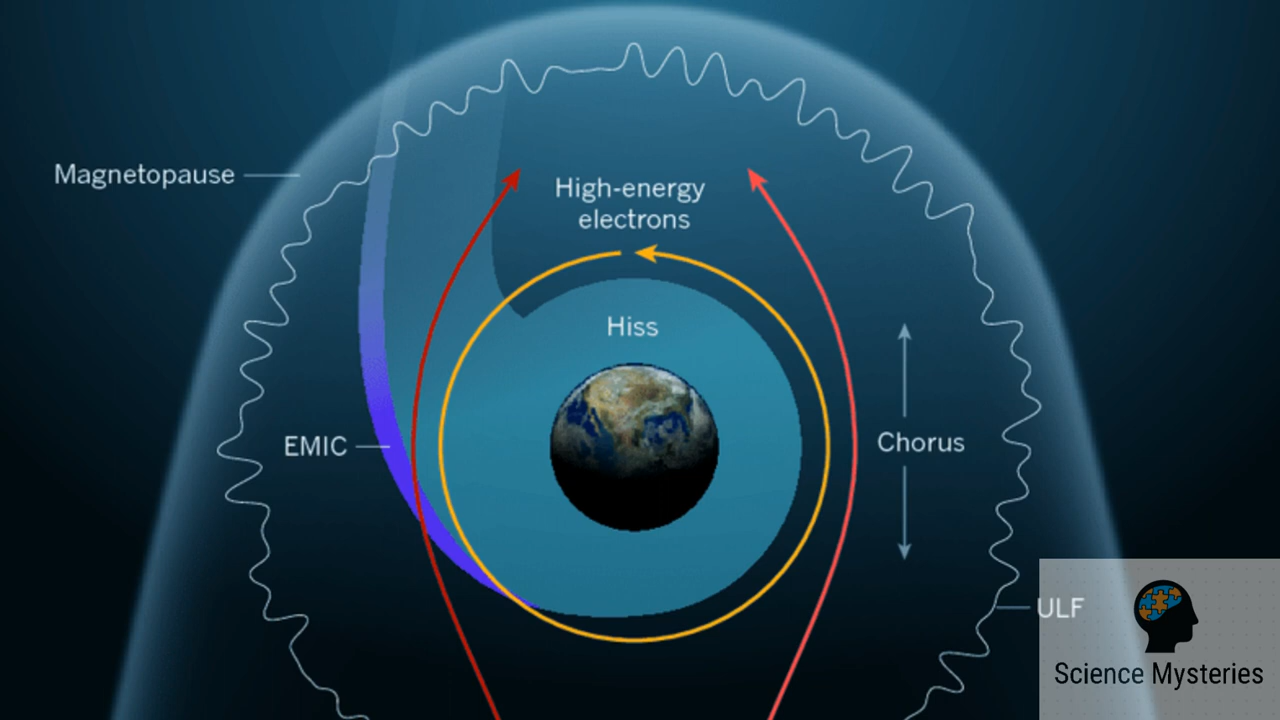 Magnetopause
High-energy
electrons
Hiss
EMIC
Chorus
ULF
Science Mysteries